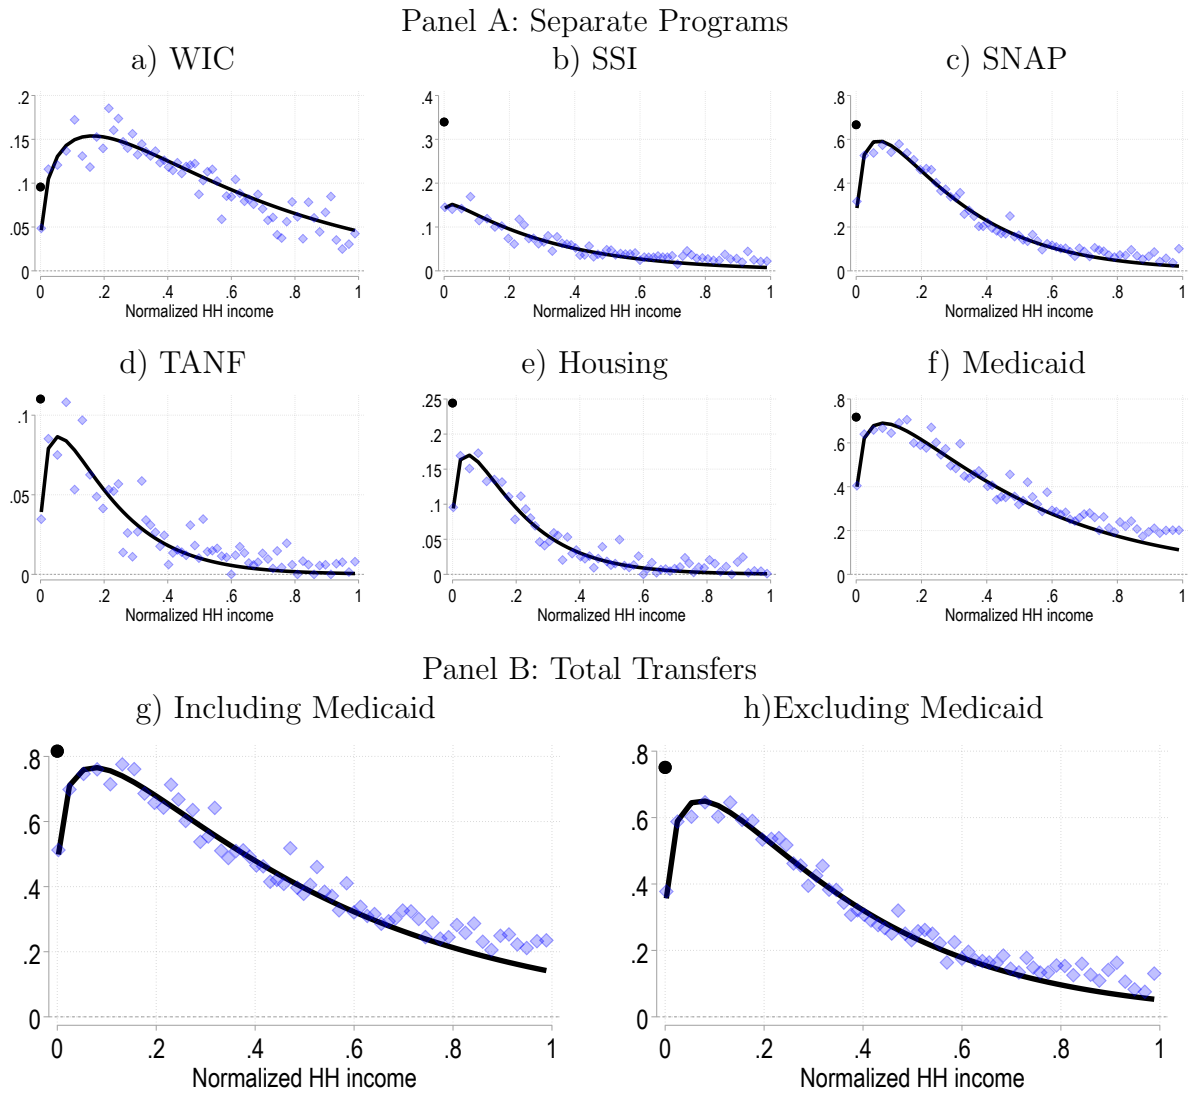 Panel A: Separate Programs
a) WIC
b) SSI
c) SNAP
.2
.15
.1
.05
0
0 .2 .4 .6 .8 1
Normalized HH income
.4
.3
.2
.1
0
0 .2 .4 .6 .8 1
Normalized HH income
.8
.6
.4
.2
0
0 .2 .4 .6 .8 1
Normalized HH income
d) TANF
e) Housing
f) Medicaid
.1
.05
0
0 .2 .4 .6 .8 1
Normalized HH income
.25
.2
.15
.1
.05
0
0 .2 .4 .6 .8 1
Normalized HH income
.8
.6
.4
.2
0
0 .2 .4 .6 .8 1
Normalized HH income
Panel B: Total Transfers
g) Including Medicaid
h)Excluding Medicaid
.8
.6
.4
.2
0
0 .2 .4 .6 .8 1
Normalized HH income
.8
.6
.4
.2
0
0 .2 .4 .6 .8 1
Normalized HH income